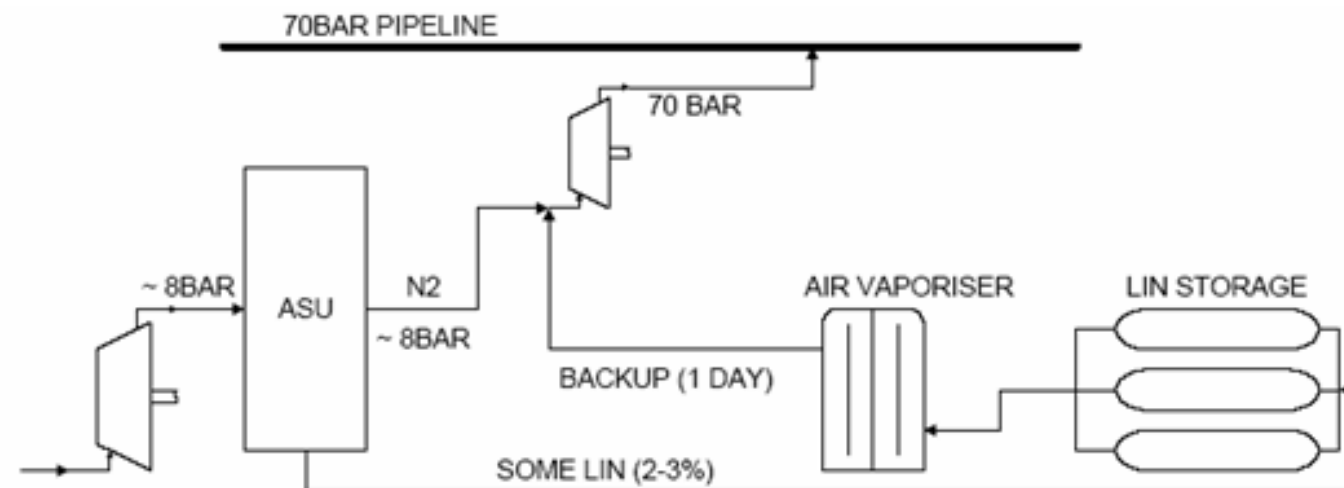 70BAR PIPELINE
70 BAR
~ 8BAR
ASU
N2
~ 8BAR
AIR VAPORISER
LIN STORAGE
BACKUP (1 DAY)
SOME LIN (2-3%)